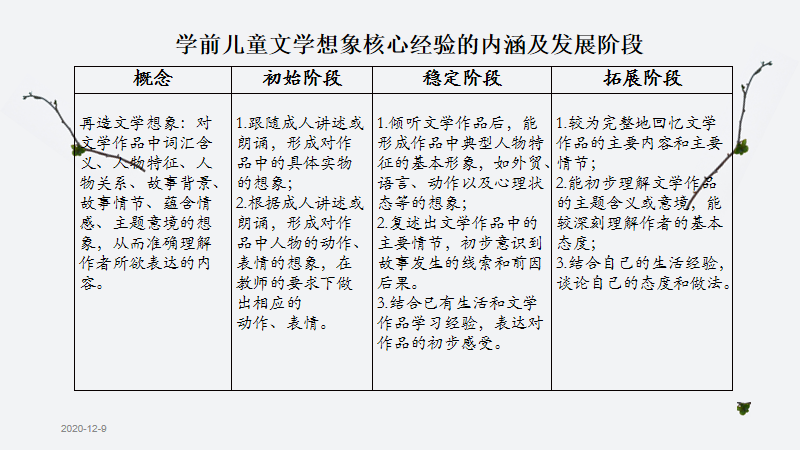 学前儿童文学想象核心经验的内涵及发展阶段
概念
初始阶段
稳定阶段
拓展阶段
再造文学想象：对
文学作品中词汇含
义、人物特征、人
物关系、故事背景、
故事情节、蕴含情
感、主题意境的想
象，从而准确理解
作者所欲表达的内
容。
1.跟随成人讲述或
朗诵，形成对作
品中的具体实物
的想象；
2.根据成人讲述或
朗诵，形成对作
品中人物的动作、
表情的想象，在
教师的要求下做
出相应的
动作、表情。
1.倾听文学作品后，能
形成作品中典型人物特
征的基本形象，如外贸、
语言、动作以及心理状
态等的想象；
2.复述出文学作品中的
主要情节，初步意识到
故事发生的线索和前因
后果。
3.结合已有生活和文学
作品学习经验，表达对
作品的初步感受。
1.较为完整地回忆文学
作品的主要内容和主要
情节；
2.能初步理解文学作品
的主题含义或意境，能
较深刻理解作者的基本
态度；
3.结合自己的生活经验，
谈论自己的态度和做法。
2020-12-9